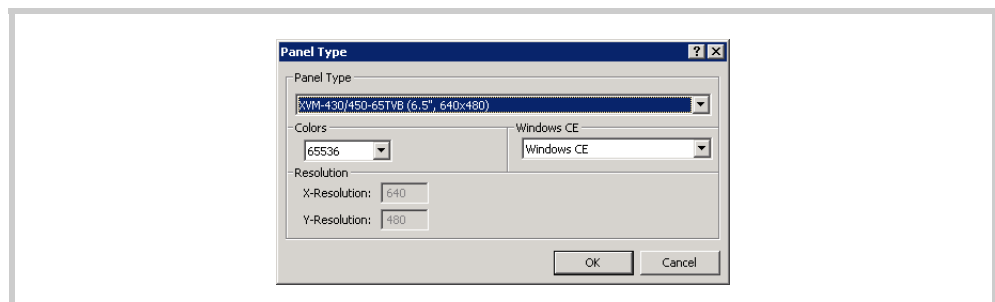 Panel Type
Panel Type
XVM-430/450-65TVB (6.5", 640x480)
Colors
65536
Windows CE
Windows CE
Resolution
X-Resolution: 640
Y-Resolution: 480
OK Cancel